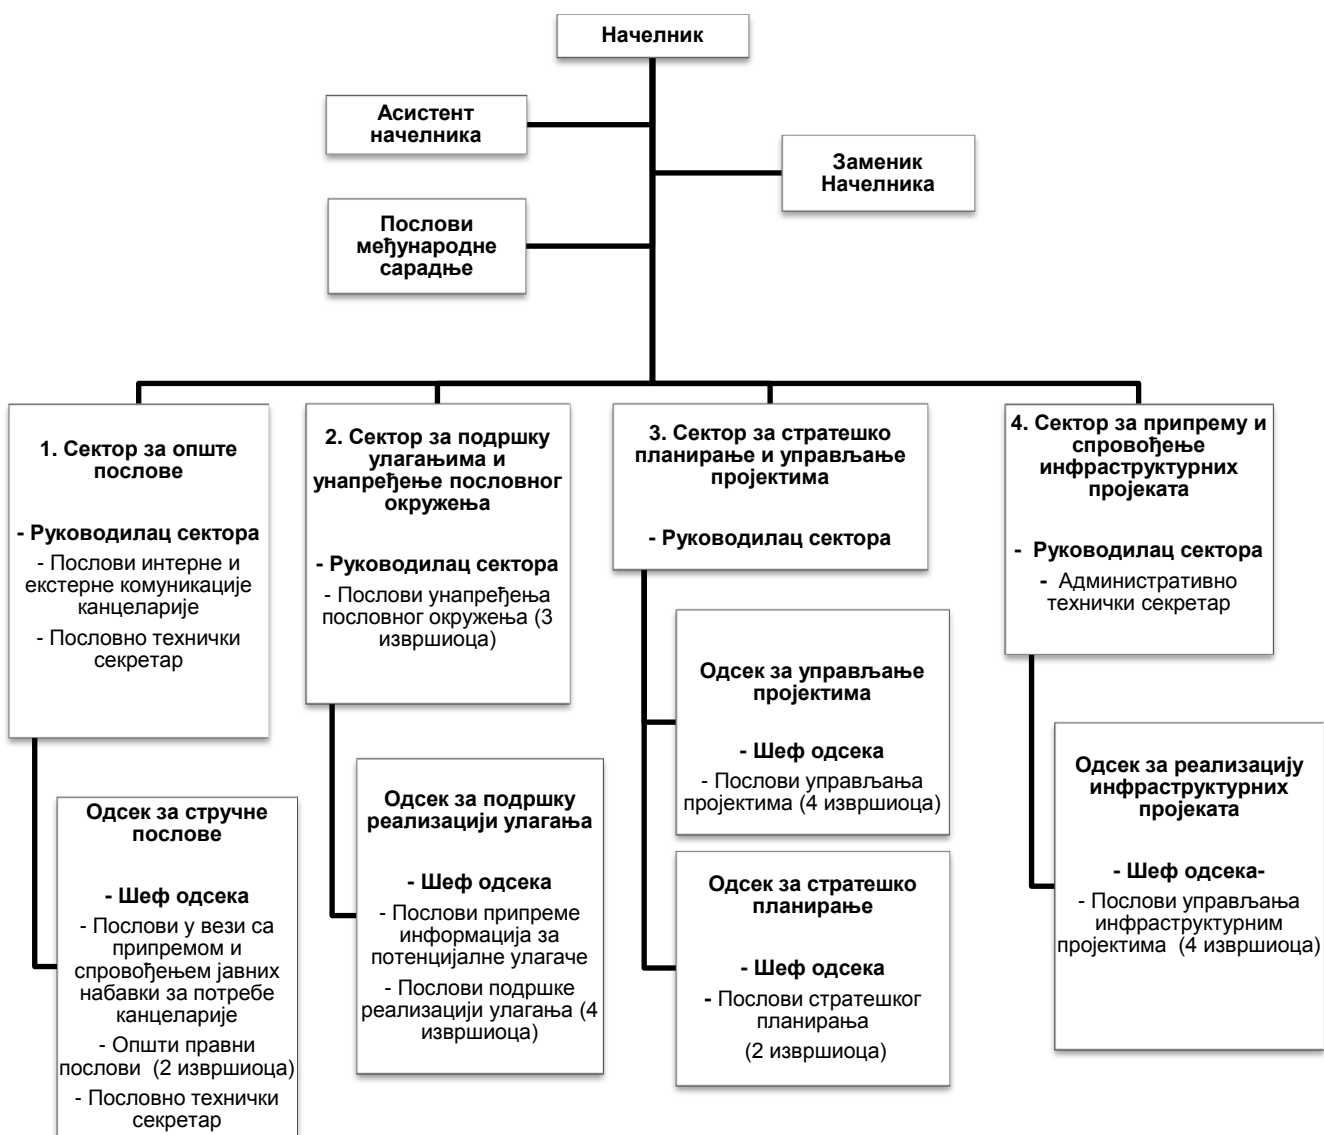 Начелник
Асистент
начелника
Заменик
Начелника
Послови
међународне
сарадње
1. Сектор за опште
послове
- Руководилац сектора
- Послови интерне и
екстерне комуникације
канцеларије
- Пословно технички
секретар
2. Сектор за подршку
улагањима и
унапређење пословног
окружења
- Руководилац сектора
- Послови унапређења
пословног окружења (3
извршиоца)
3. Сектор за стратешко
планирање и управљање
пројектима
- Руководилац сектора
4. Сектор за припрему и
спровођење
инфраструктурних
пројеката
- Руководилац сектора
- Административно
технички секретар
Одсек за стручне
послове
- Шеф одсека
- Послови у вези са
припремом и
спровођењем јавних
набавки за потребе
канцеларије
- Општи правни
послови (2 извршиоца)
- Пословно технички
секретар
Одсек за подршку
реализацији улагања
- Шеф одсека
- Послови припреме
информација за
потенцијалне улагаче
- Послови подршке
реализацији улагања (4
извршиоца)
Одсек за управљање
пројектима
- Шеф одсека
- Послови управљања
пројектима (4 извршиоца)
Одсек за стратешко
планирање
- Шеф одсека
- Послови стратешког
планирања
(2 извршиоца)
Одсек за реализацију
инфраструктурних
пројеката
- Шеф одсека-
- Послови управљања
инфраструктурним
пројектима (4 извршиоца)